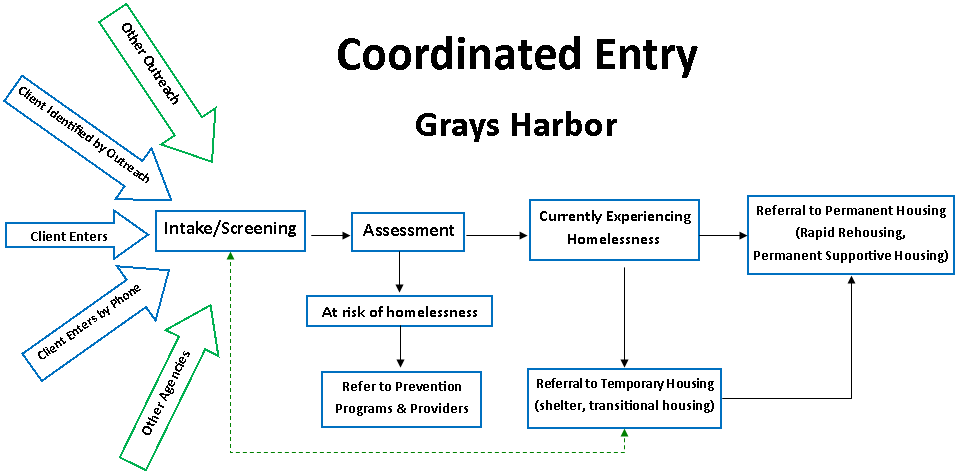 Coordinated Entry
Grays Harbor
Other Outreach
Client Identified by Outreach
Client Enters
Client Enters by Phone
Other Agencies
Intake/Screening
Assessment
Currently Experiencing
Homelessness
Referral to Permanent Housing
(Rapid Rehousing,
Permanent Supportive Housing)
At risk of homelessness
Refer to Prevention
Programs & Providers
Referral to Temporary Housing
(shelter, transitional housing)